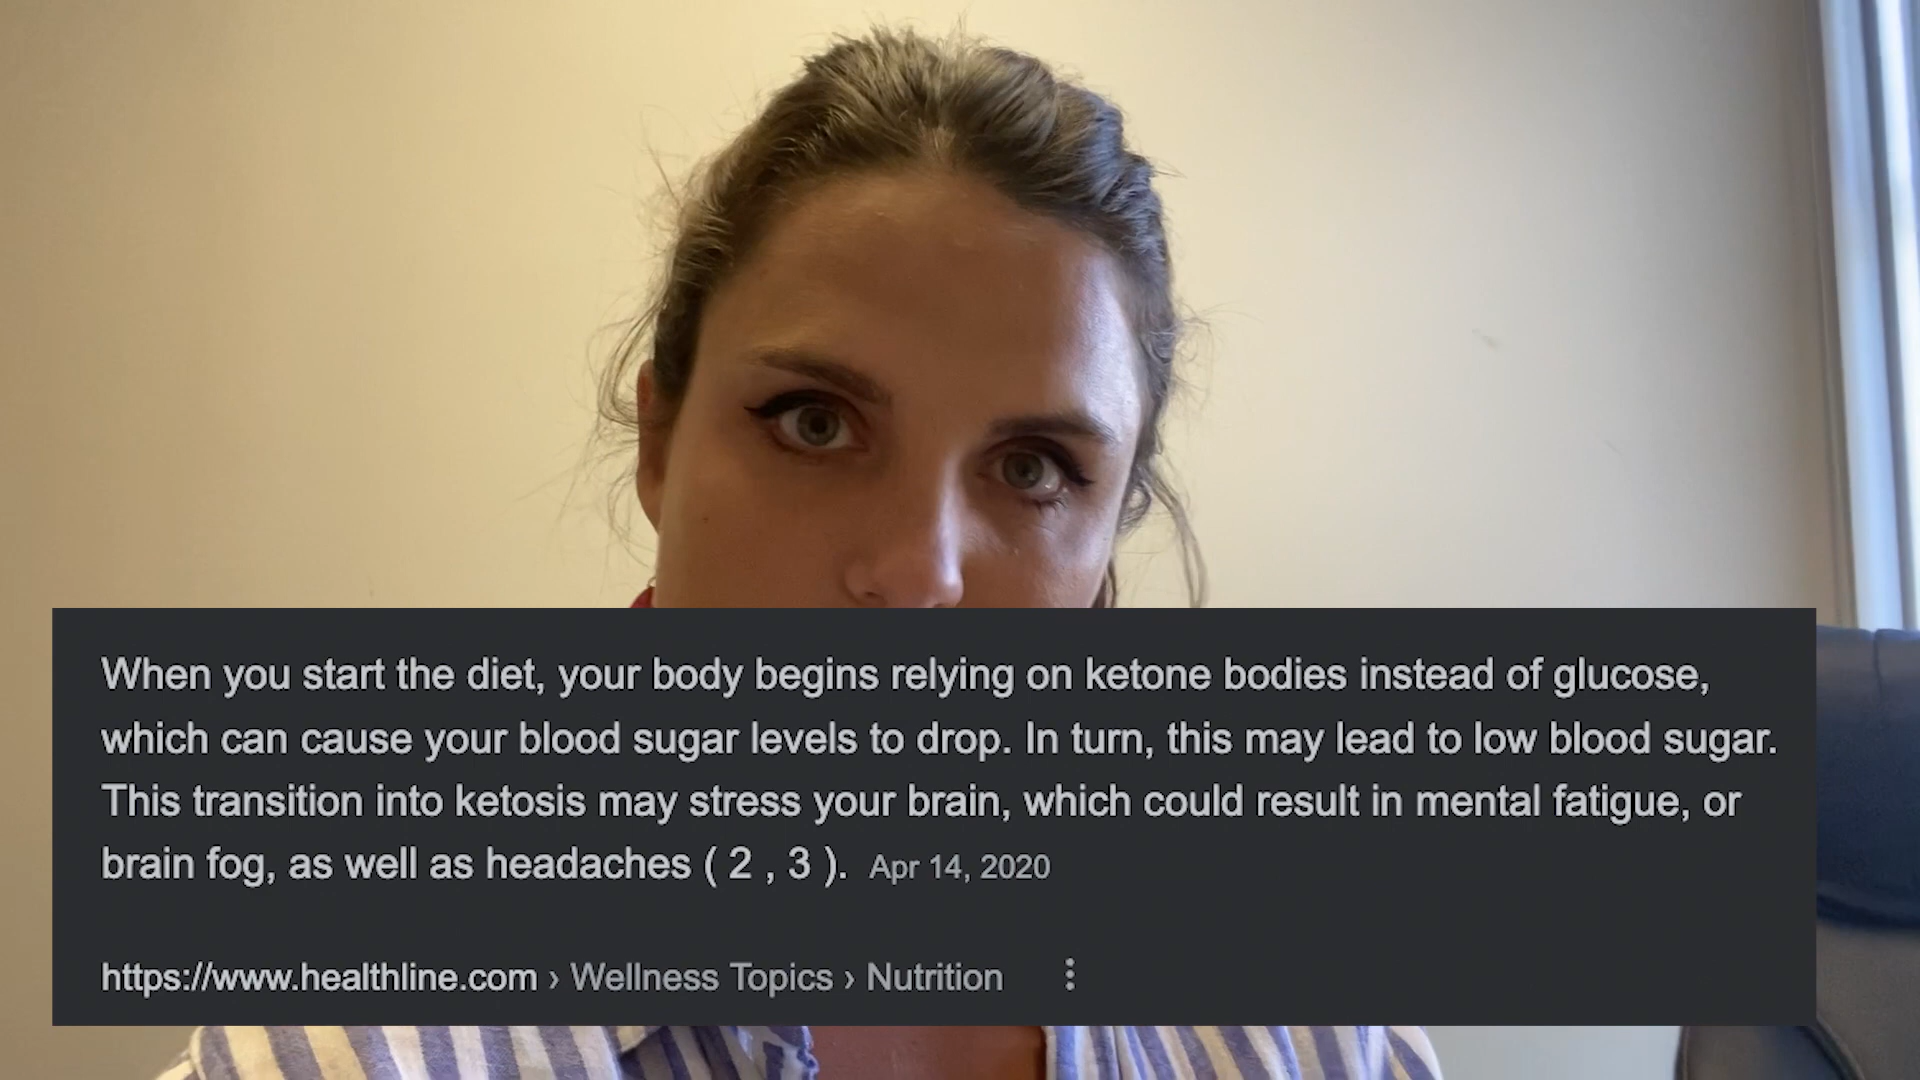 When you start the diet, your body begins relying on ketone bodies instead of glucose,
which can cause your blood sugar levels to drop. In turn, this may lead to low blood sugar.
This transition into ketosis may stress your brain, which could result in mental fatigue, or
brain fog, as well as headaches ( 2 , 3 ). Apr 14, 2020
https://www.healthline.com › Wellness Topics › Nutrition